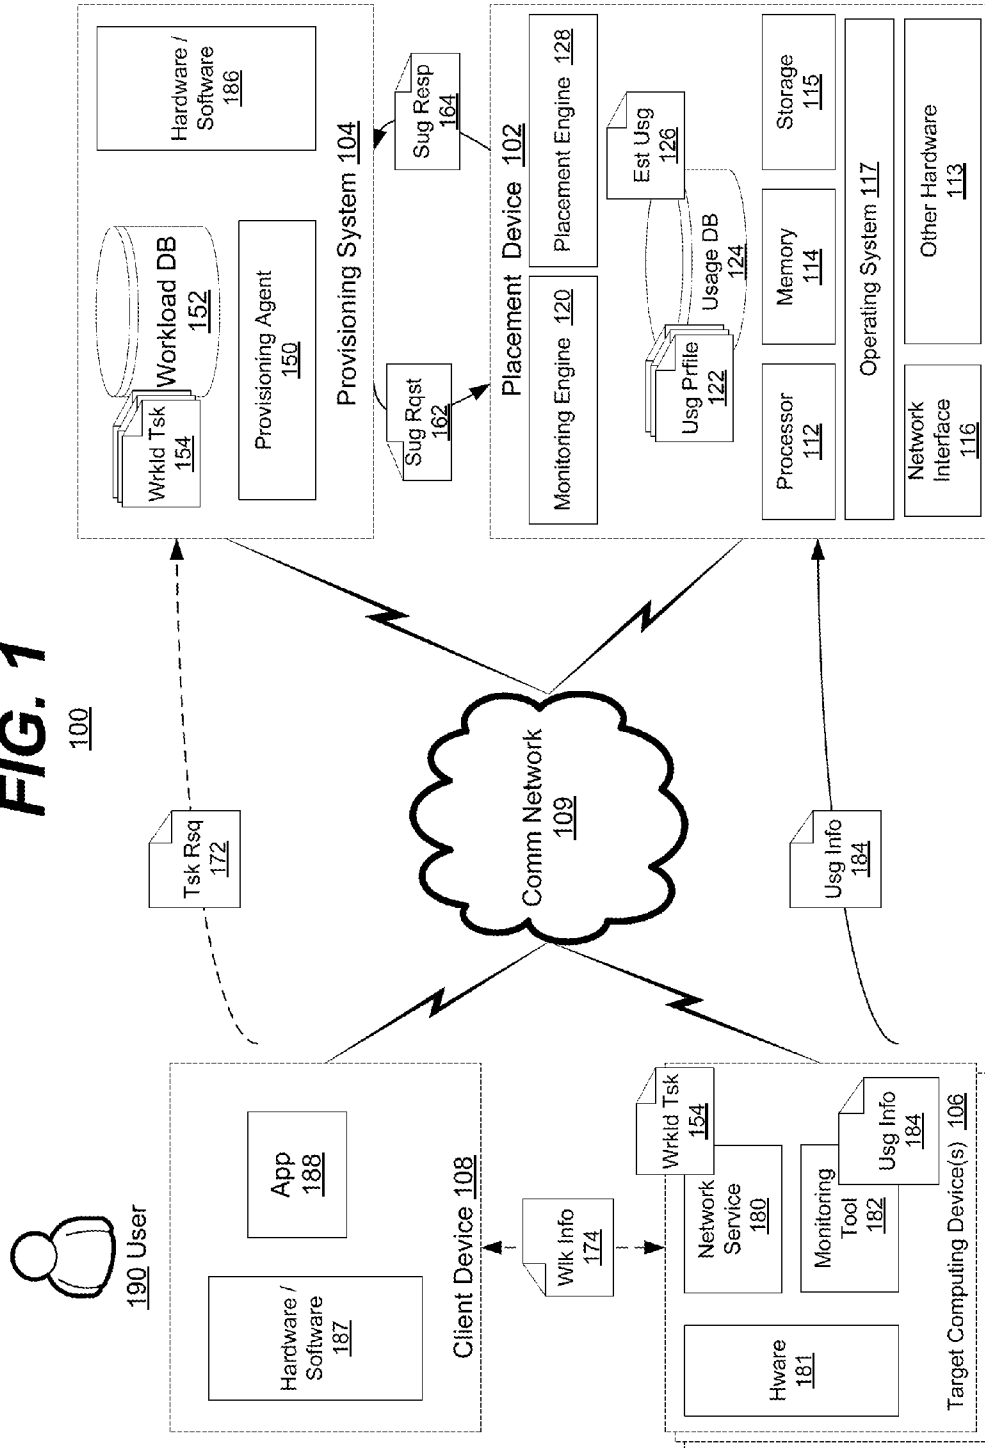 FIG. 1
100
190 User
Hardware /
Software
187
App
188
Client Device 108
Tsk Rsq
172
Wrkld Tsk
154
Workload DB
152
Provisioning Agent
150
Hardware /
Software
186
Provisioning System 104
Sug Rqst
162
Sug Resp
164
Wlk Info
174
Comm Network
109
Placement Device 102
Monitoring Engine 120
Placement Engine 128
Usg Prfile
122
Usage DB
124
Est Usg
126
Processor
112
Memory
114
Storage
115
Operating System 117
Network
Interface
116
Other Hardware
113
Usg Info
184
Hware
181
Network
Service
180
Wrkld Tsk
154
Monitoring
Tool
182
Usg Info
184
Target Computing Device(s) 106